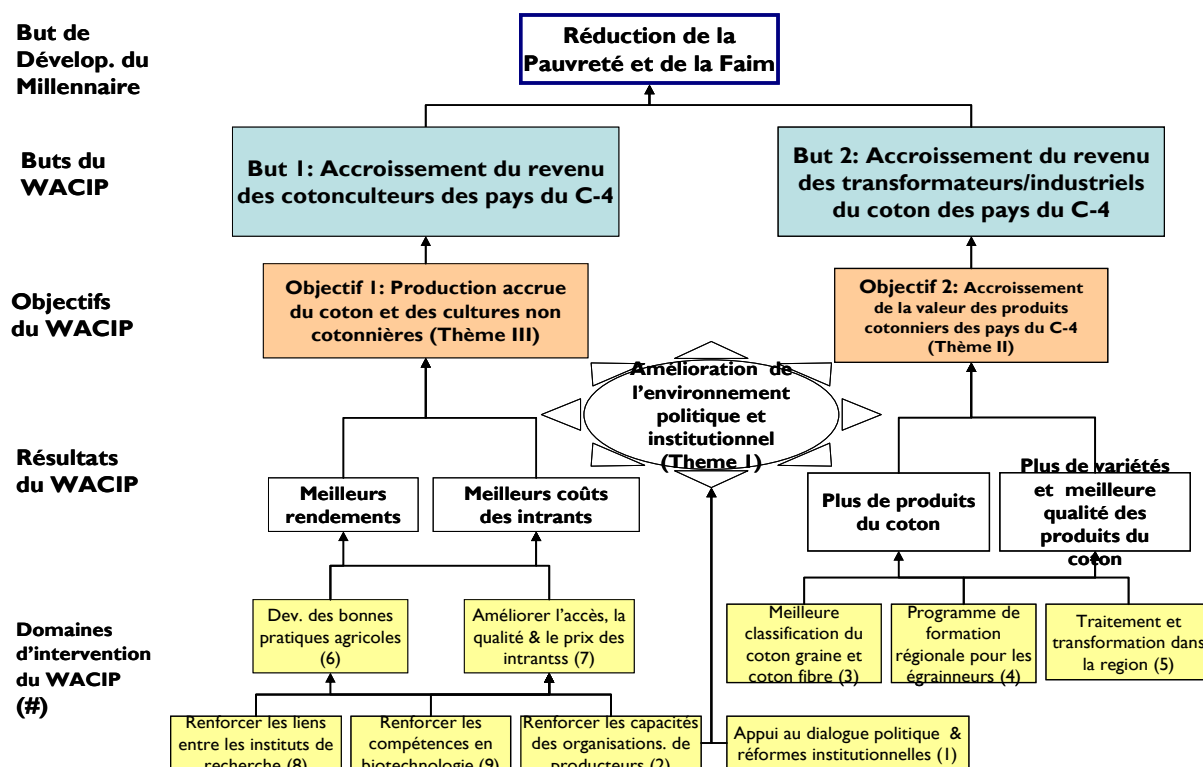 But de
Dévelop. du
Millennaire
Réduction de la
Pauvreté et de la Faim
Buts du
WACIP
But 1: Accroissement du revenu
des cotonculteurs des pays du C-4
But 2: Accroissement du revenu
des transformateurs/industriels
du coton des pays du C-4
Objectifs
du WACIP
Objectif 1: Production accrue
du coton et des cultures non
cotonnières (Thème III)
Objectif 2: Accroissement
de la valeur des produits
cotonniers des pays du C-4
(Thème II)
Amélioration de
l'environnement
politique et
institutionnel
(Theme 1)
Résultats
du WACIP
Meilleurs
rendements
Meilleurs coûts
des intrants
Plus de produits
du coton
Plus de variétés
et meilleure
qualité des
produits du
coton
Domaines
d'intervention
du WACIP
(#)
Dev. des bonnes
pratiques agricoles
(6)
Améliorer l'accès, la
qualité & le prix des
intrantss (7)
Meilleure
classification du
coton graine et
coton fibre (3)
Programme de
formation
régionale pour les
égrainneurs (4)
Traitement et
transformation dans
la region (5)
Renforcer les liens
entre les instituts de
recherche (8)
Renforcer les
compétences en
biotechnologie (9)
Renforcer les capacités
des organisations. de
producteurs (2)
Appui au dialogue politique &
réformes institutionnelles (1)